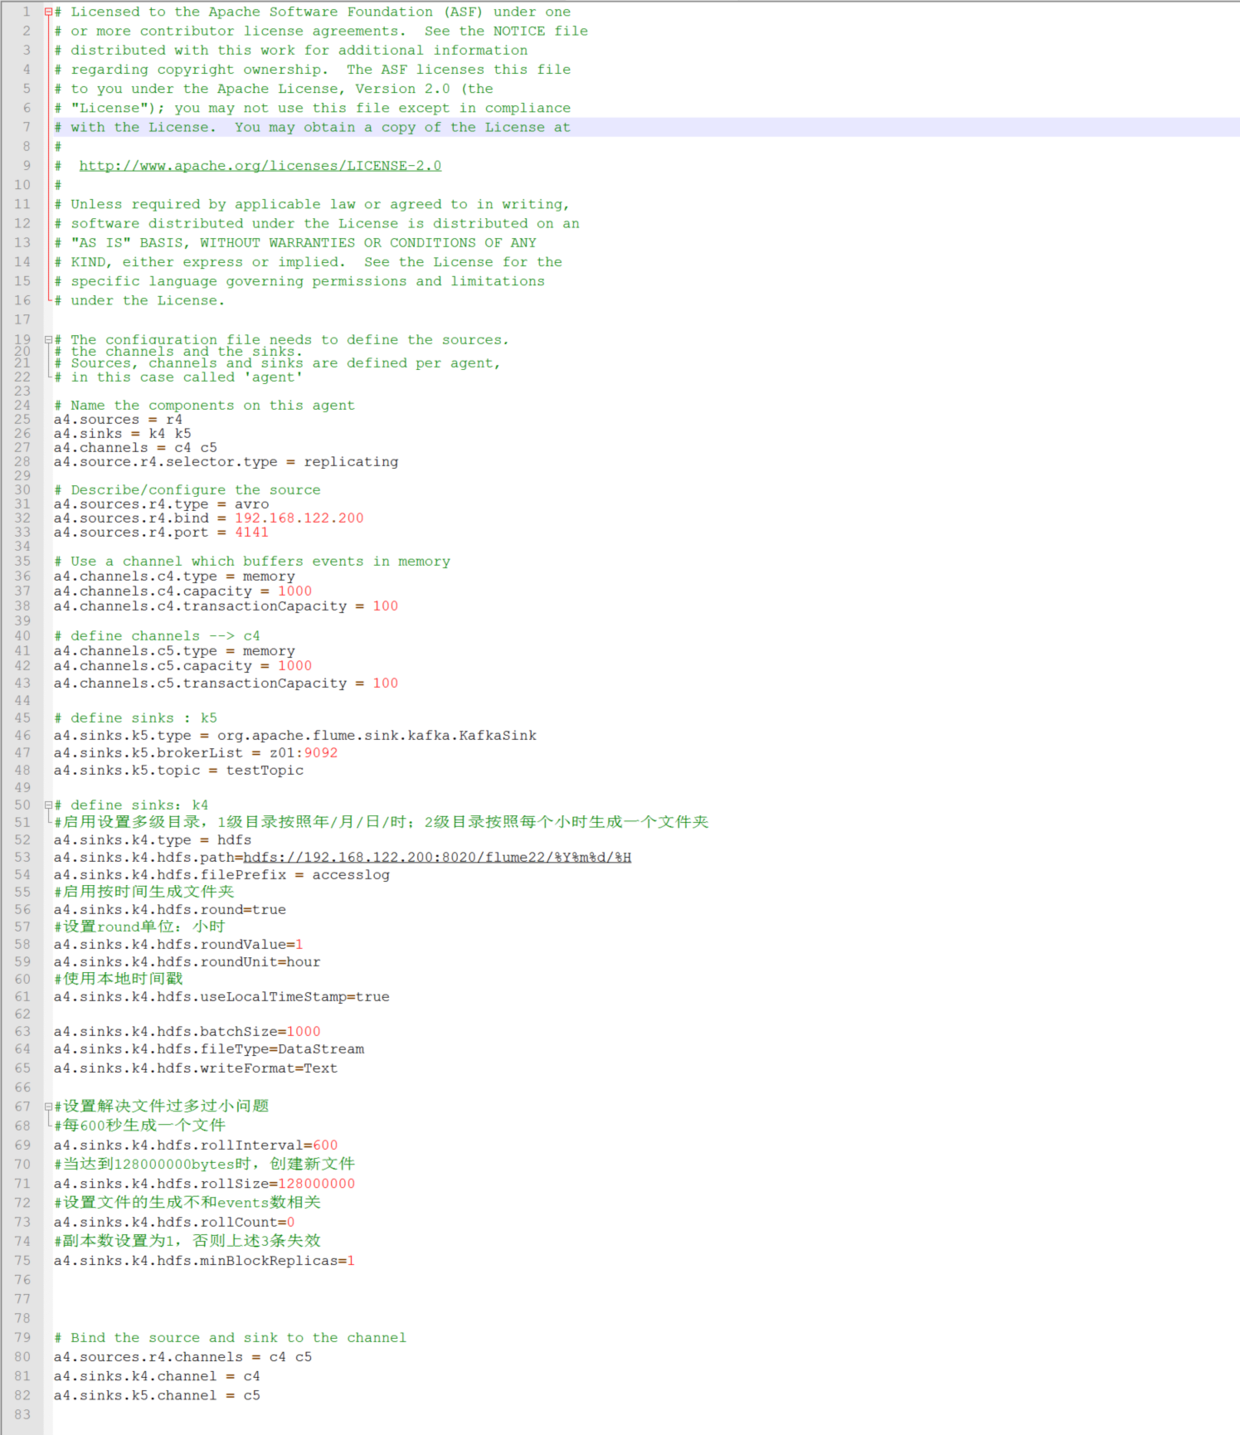 1 # Licensed to the Apache Software Foundation (ASF) under one
2 # or more contributor license agreements.  See the NOTICE file
3 # distributed with this work for additional information
4 # regarding copyright ownership.  The ASF licenses this file
5 # to you under the Apache License, Version 2.0 (the
6 # "License"); you may not use this file except in compliance
7 # with the License.  You may obtain a copy of the License at
8 #
9 #  http://www.apache.org/licenses/LICENSE-2.0
10 #
11 # Unless required by applicable law or agreed to in writing,
12 # software distributed under the License is distributed on an
13 # "AS IS" BASIS, WITHOUT WARRANTIES OR CONDITIONS OF ANY
14 # KIND, either express or implied.  See the License for the
15 # specific language governing permissions and limitations
16 # under the License.
17
19 # The configuration file needs to define the sources,
20 # the channels and the sinks.
21 # Sources, channels and sinks are defined per agent,
22 # in this case called 'agent'
23
24 # Name the components on this agent
25 a4.sources = r4
26 a4.sinks = k4 k5
27 a4.channels = c4 c5
28 a4.source.r4.selector.type = replicating
29
30 # Describe/configure the source
31 a4.sources.r4.type = avro
32 a4.sources.r4.bind = 192.168.122.200
33 a4.sources.r4.port = 4141
34
35 # Use a channel which buffers events in memory
36 a4.channels.c4.type = memory
37 a4.channels.c4.capacity = 1000
38 a4.channels.c4.transactionCapacity = 100
39
40 # define channels --> c4
41 a4.channels.c5.type = memory
42 a4.channels.c5.capacity = 1000
43 a4.channels.c5.transactionCapacity = 100
44
45 # define sinks : k5
46 a4.sinks.k5.type = org.apache.flume.sink.kafka.KafkaSink
47 a4.sinks.k5.brokerList = z01:9092
48 a4.sinks.k5.topic = testTopic
49
50 # define sinks: k4
51 #启用设置多级目录，1级目录按照年/月/日/时；2级目录按照每个小时生成一个文件夹
52 a4.sinks.k4.type = hdfs
53 a4.sinks.k4.hdfs.path=hdfs://192.168.122.200:8020/flume22/%Y%m%d/%H
54 a4.sinks.k4.hdfs.filePrefix = accesslog
55 #启用按时间生成文件夹
56 a4.sinks.k4.hdfs.round=true
57 #设置round单位：小时
58 a4.sinks.k4.hdfs.roundValue=1
59 a4.sinks.k4.hdfs.roundUnit=hour
60 #使用本地时间戳
61 a4.sinks.k4.hdfs.useLocalTimeStamp=true
62
63 a4.sinks.k4.hdfs.batchSize=1000
64 a4.sinks.k4.hdfs.fileType=DataStream
65 a4.sinks.k4.hdfs.writeFormat=Text
66
67 #设置解决文件过多过小问题
68 #每600秒生成一个文件
69 a4.sinks.k4.hdfs.rollInterval=600
70 #当达到128000000bytes时，创建新文件
71 a4.sinks.k4.hdfs.rollSize=128000000
72 #设置文件的生成不和events数相关
73 a4.sinks.k4.hdfs.rollCount=0
74 #副本数设置为1，否则上述3条失效
75 a4.sinks.k4.hdfs.minBlockReplicas=1
76
77
78
79 # Bind the source and sink to the channel
80 a4.sources.r4.channels = c4 c5
81 a4.sinks.k4.channel = c4
82 a4.sinks.k5.channel = c5
83